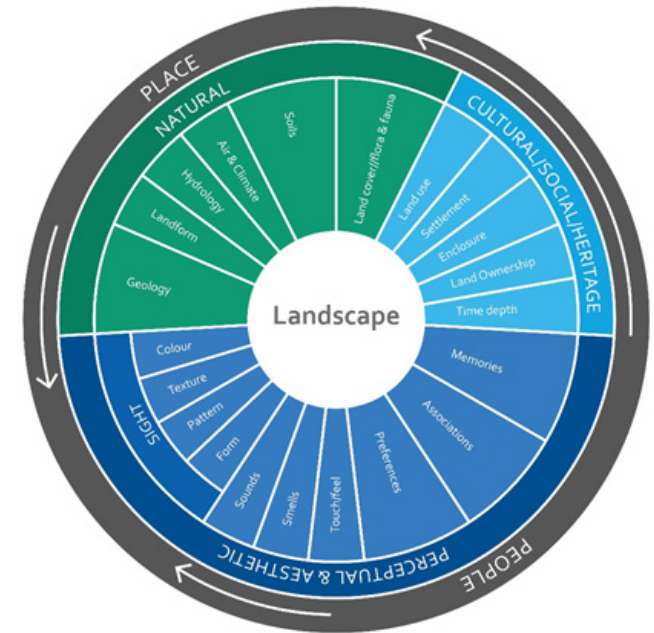 PLACE
NATURAL
Geology
Landform
Hydrology
Air & Climate
Soils
Land cover//flora & fauna
CULTURAL/SOCIAL/HERITAGE
Land use
Settlement
Enclosure
Land Ownership
Time depth
Landscape
PEOPLE
PERCEPTUAL & AESTHETIC
Memories
Associations
Preferences
Touch/feel
Smells
Sounds
SIGHT
Form
Pattern
Texture
Colour